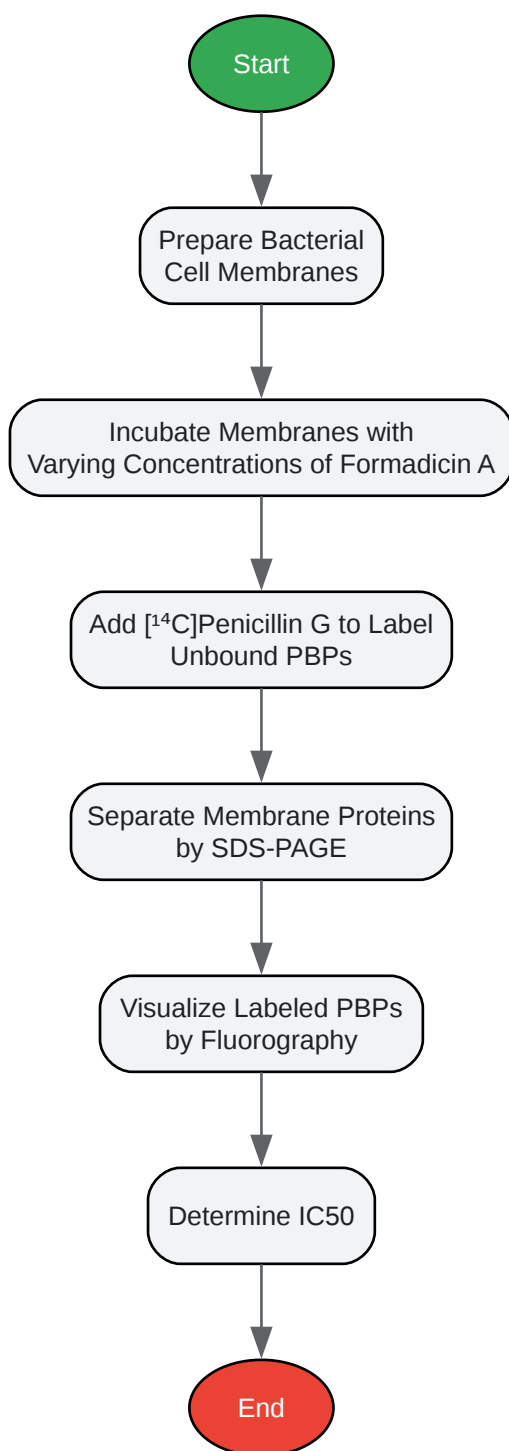 Start
Prepare Bacterial
Cell Membranes
Incubate Membranes with
Varying Concentrations of Formadicin A
Add [¹⁴C]Penicillin G to Label
Unbound PBPs
Separate Membrane Proteins
by SDS-PAGE
Visualize Labeled PBPs
by Fluorography
Determine IC50
End